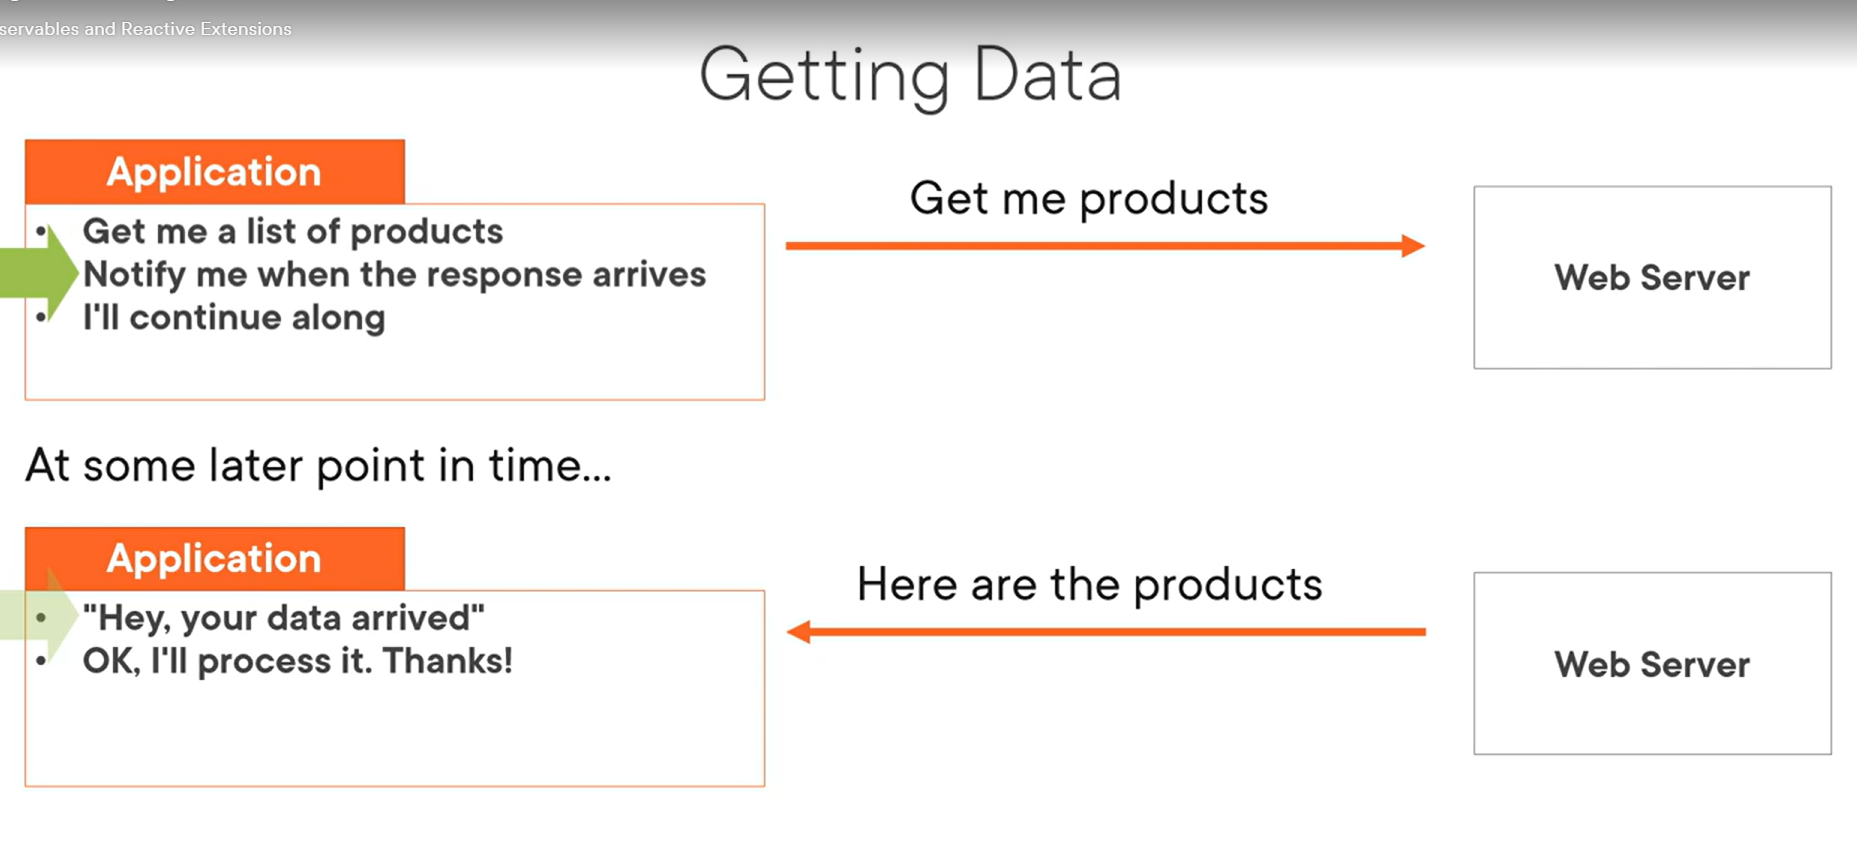 servables and Reactive Extensions
Getting Data
Application
• Get me a list of products
Notify me when the response arrives
• I'll continue along
Get me products
Web Server
At some later point in time...
Application
• "Hey, your data arrived"
• OK, I'll process it. Thanks!
Here are the products
Web Server